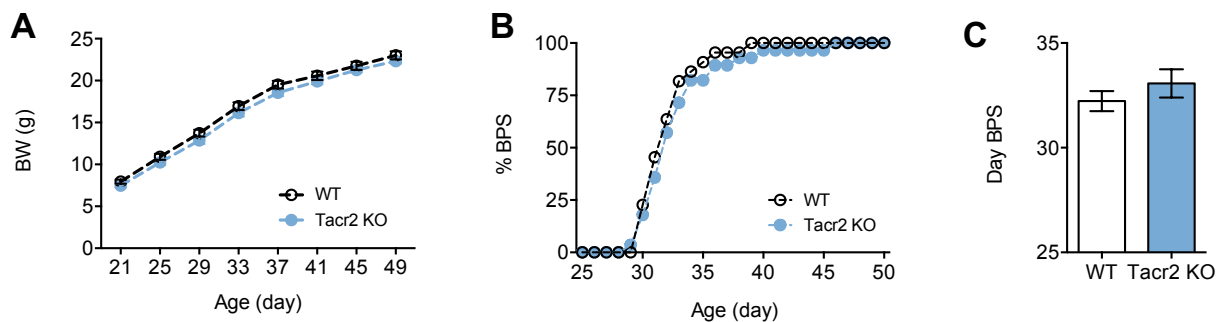 A
BW (g)
25
20
15
10
5
0
WT
Tacr2 KO
21 25 29 33 37 41 45 49
Age (day)
B
% BPS
100
75
50
25
0
WT
Tacr2 KO
25 30 35 40 45 50
Age (day)
C
Day BPS
35
30
25
WT Tacr2 KO